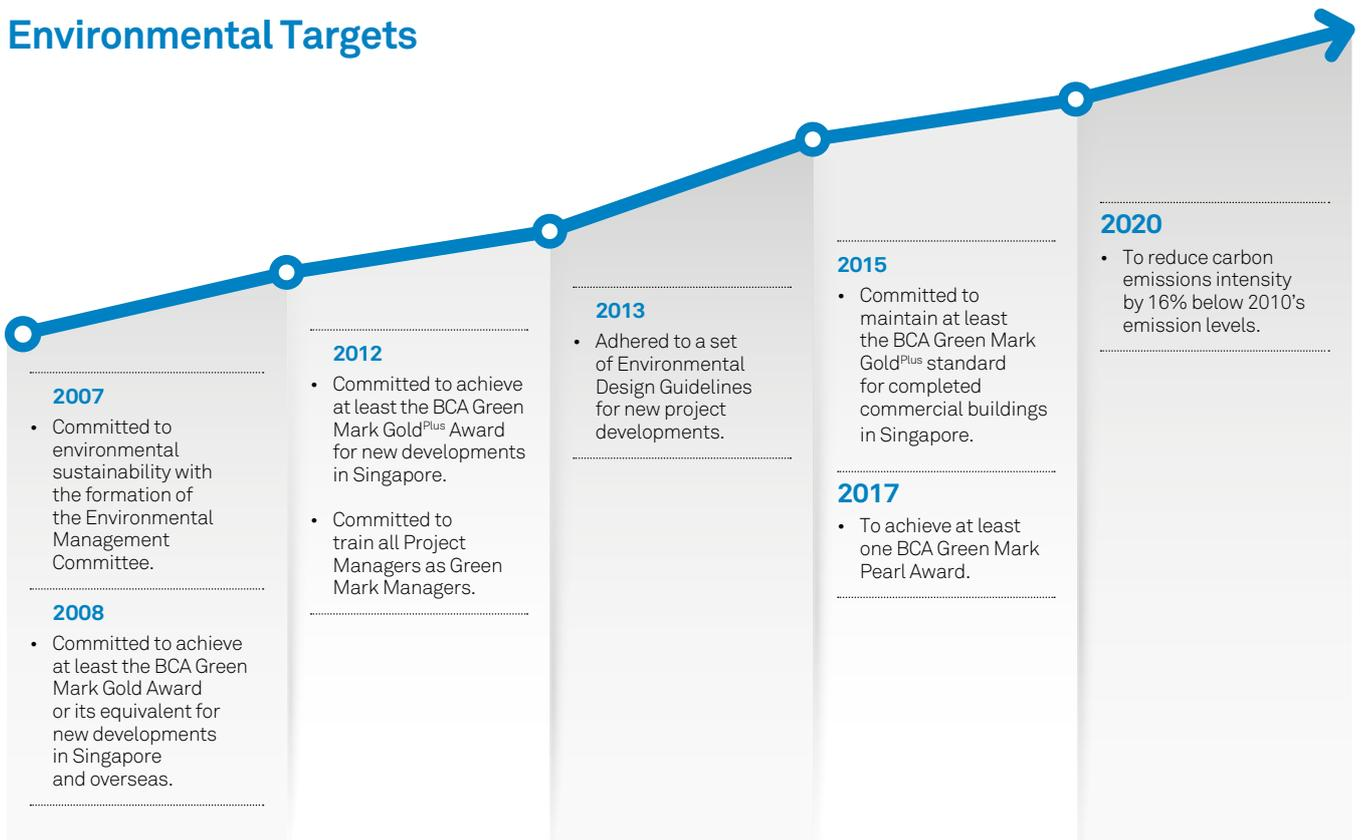 Environmental Targets
2007
• Committed to
environmental
sustainability with
the formation of
the Environmental
Management
Committee.
2008
• Committed to achieve
at least the BCA Green
Mark Gold Award
or its equivalent for
new developments
in Singapore
and overseas.
2012
• Committed to achieve
at least the BCA Green
Mark GoldPlus Award
for new developments
in Singapore.
• Committed to
train all Project
Managers as Green
Mark Managers.
2013
• Adhered to a set
of Environmental
Design Guidelines
for new project
developments.
2015
• Committed to
maintain at least
the BCA Green Mark
GoldPlus standard
for completed
commercial buildings
in Singapore.
2017
• To achieve at least
one BCA Green Mark
Pearl Award.
2020
• To reduce carbon
emissions intensity
by 16% below 2010’s
emission levels.